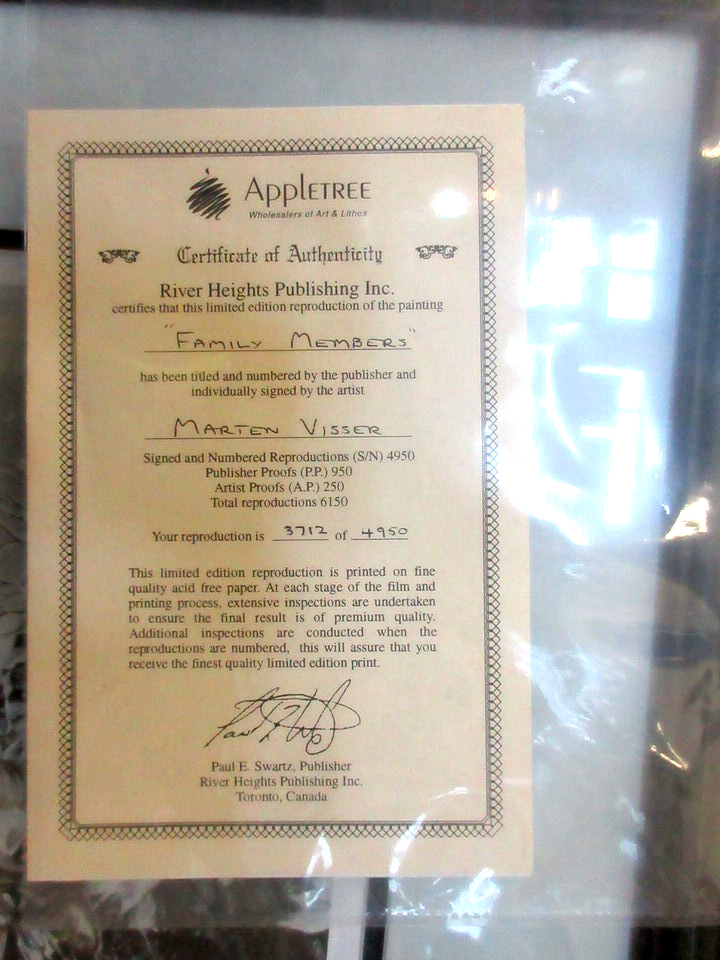 APPLETREE
Wholesalers of Art & Lithos
Certificate of Authenticity
River Heights Publishing Inc.
certifies that this limited edition reproduction of the painting
"FAMILY MEMBERS"
has been titled and numbered by the publisher and
individually signed by the artist
MARTEN VISSER
Signed and Numbered Reproductions (S/N) 4950
Publisher Proofs (P.P.) 950
Artist Proofs (A.P.) 250
Total reproductions 6150
Your reproduction is 3712 of 4950
This limited edition reproduction is printed on fine
quality acid free paper. At each stage of the film and
printing process, extensive inspections are undertaken
to ensure the final result is of premium quality.
Additional inspections are conducted when the
reproductions are numbered, this will assure that you
receive the finest quality limited edition print.
Paul E. Swartz, Publisher
River Heights Publishing Inc.
Toronto, Canada